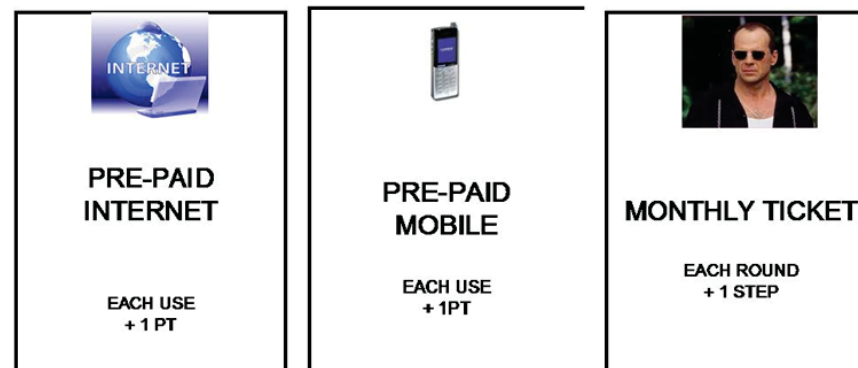 INTERNET
PRE-PAID
INTERNET
EACH USE
+ 1 PT
PRE-PAID
MOBILE
EACH USE
+ 1PT
MONTHLY TICKET
EACH ROUND
+ 1 STEP